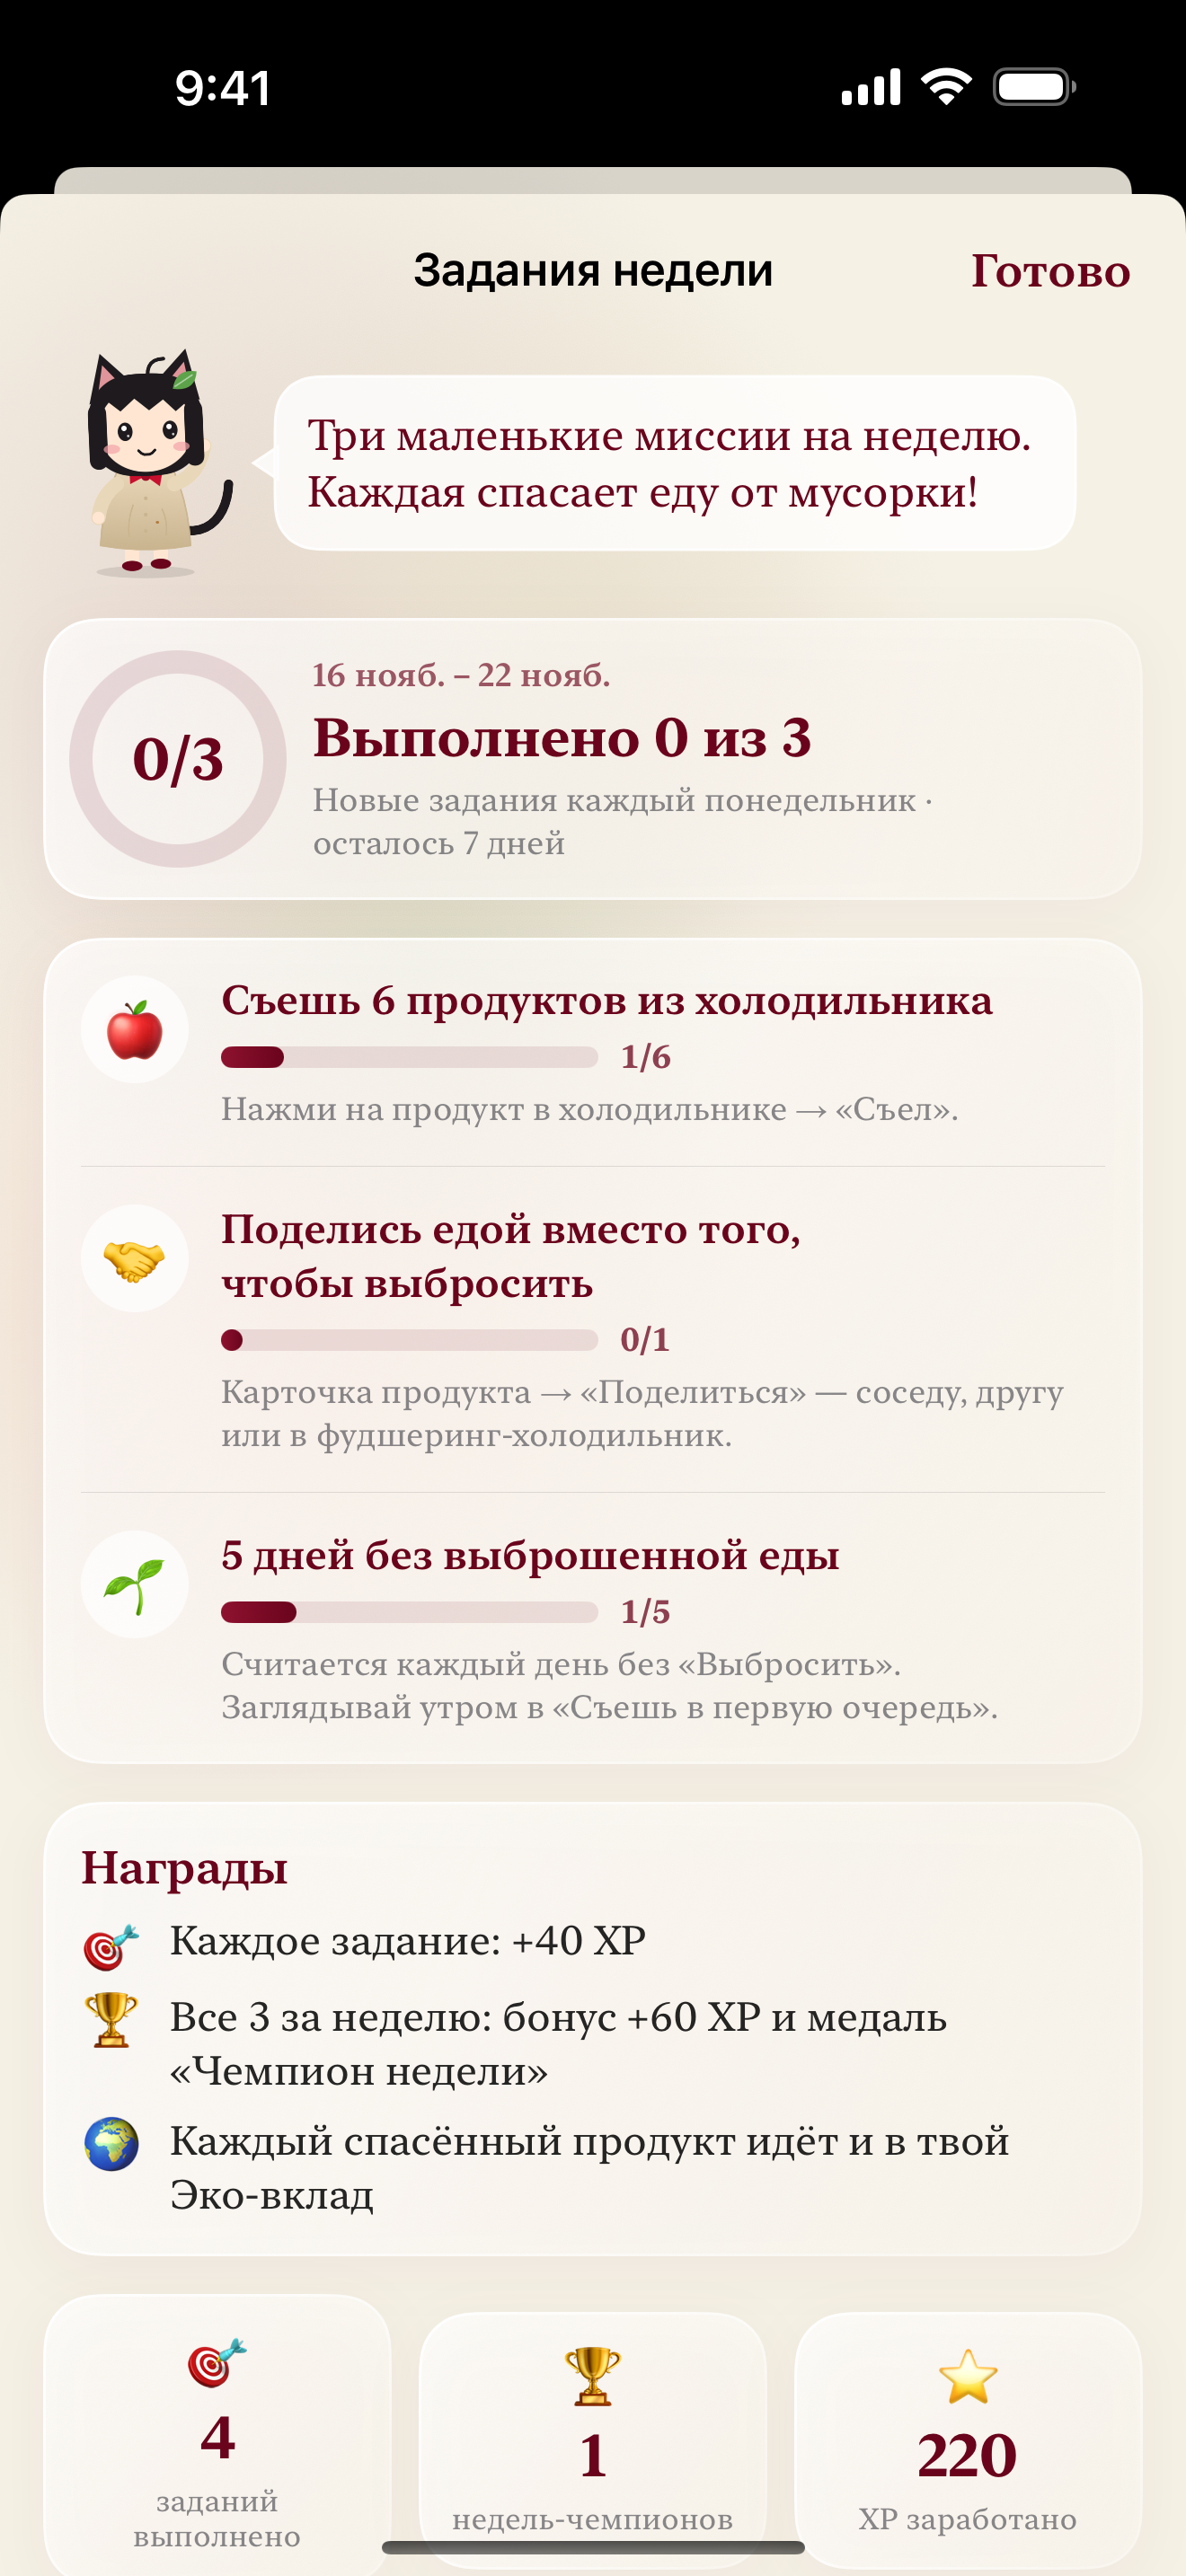 9:41
Задания недели
Готово
Три маленькие миссии на неделю.
Каждая спасает еду от мусорки!
0/3
16 нояб. – 22 нояб.
Выполнено 0 из 3
Новые задания каждый понедельник ·
осталось 7 дней
Съешь 6 продуктов из холодильника
1/6
Нажми на продукт в холодильнике → «Съел».
Поделись едой вместо того,
чтобы выбросить
0/1
Карточка продукта → «Поделиться» — соседу, другу
или в фудшеринг-холодильник.
5 дней без выброшенной еды
1/5
Считается каждый день без «Выбросить».
Заглядывай утром в «Съешь в первую очередь».
Награды
Каждое задание: +40 XP
Все 3 за неделю: бонус +60 XP и медаль
«Чемпион недели»
Каждый спасённый продукт идёт и в твой
Эко-вклад
4
заданий
выполнено
1
недель-чемпионов
220
XP заработано